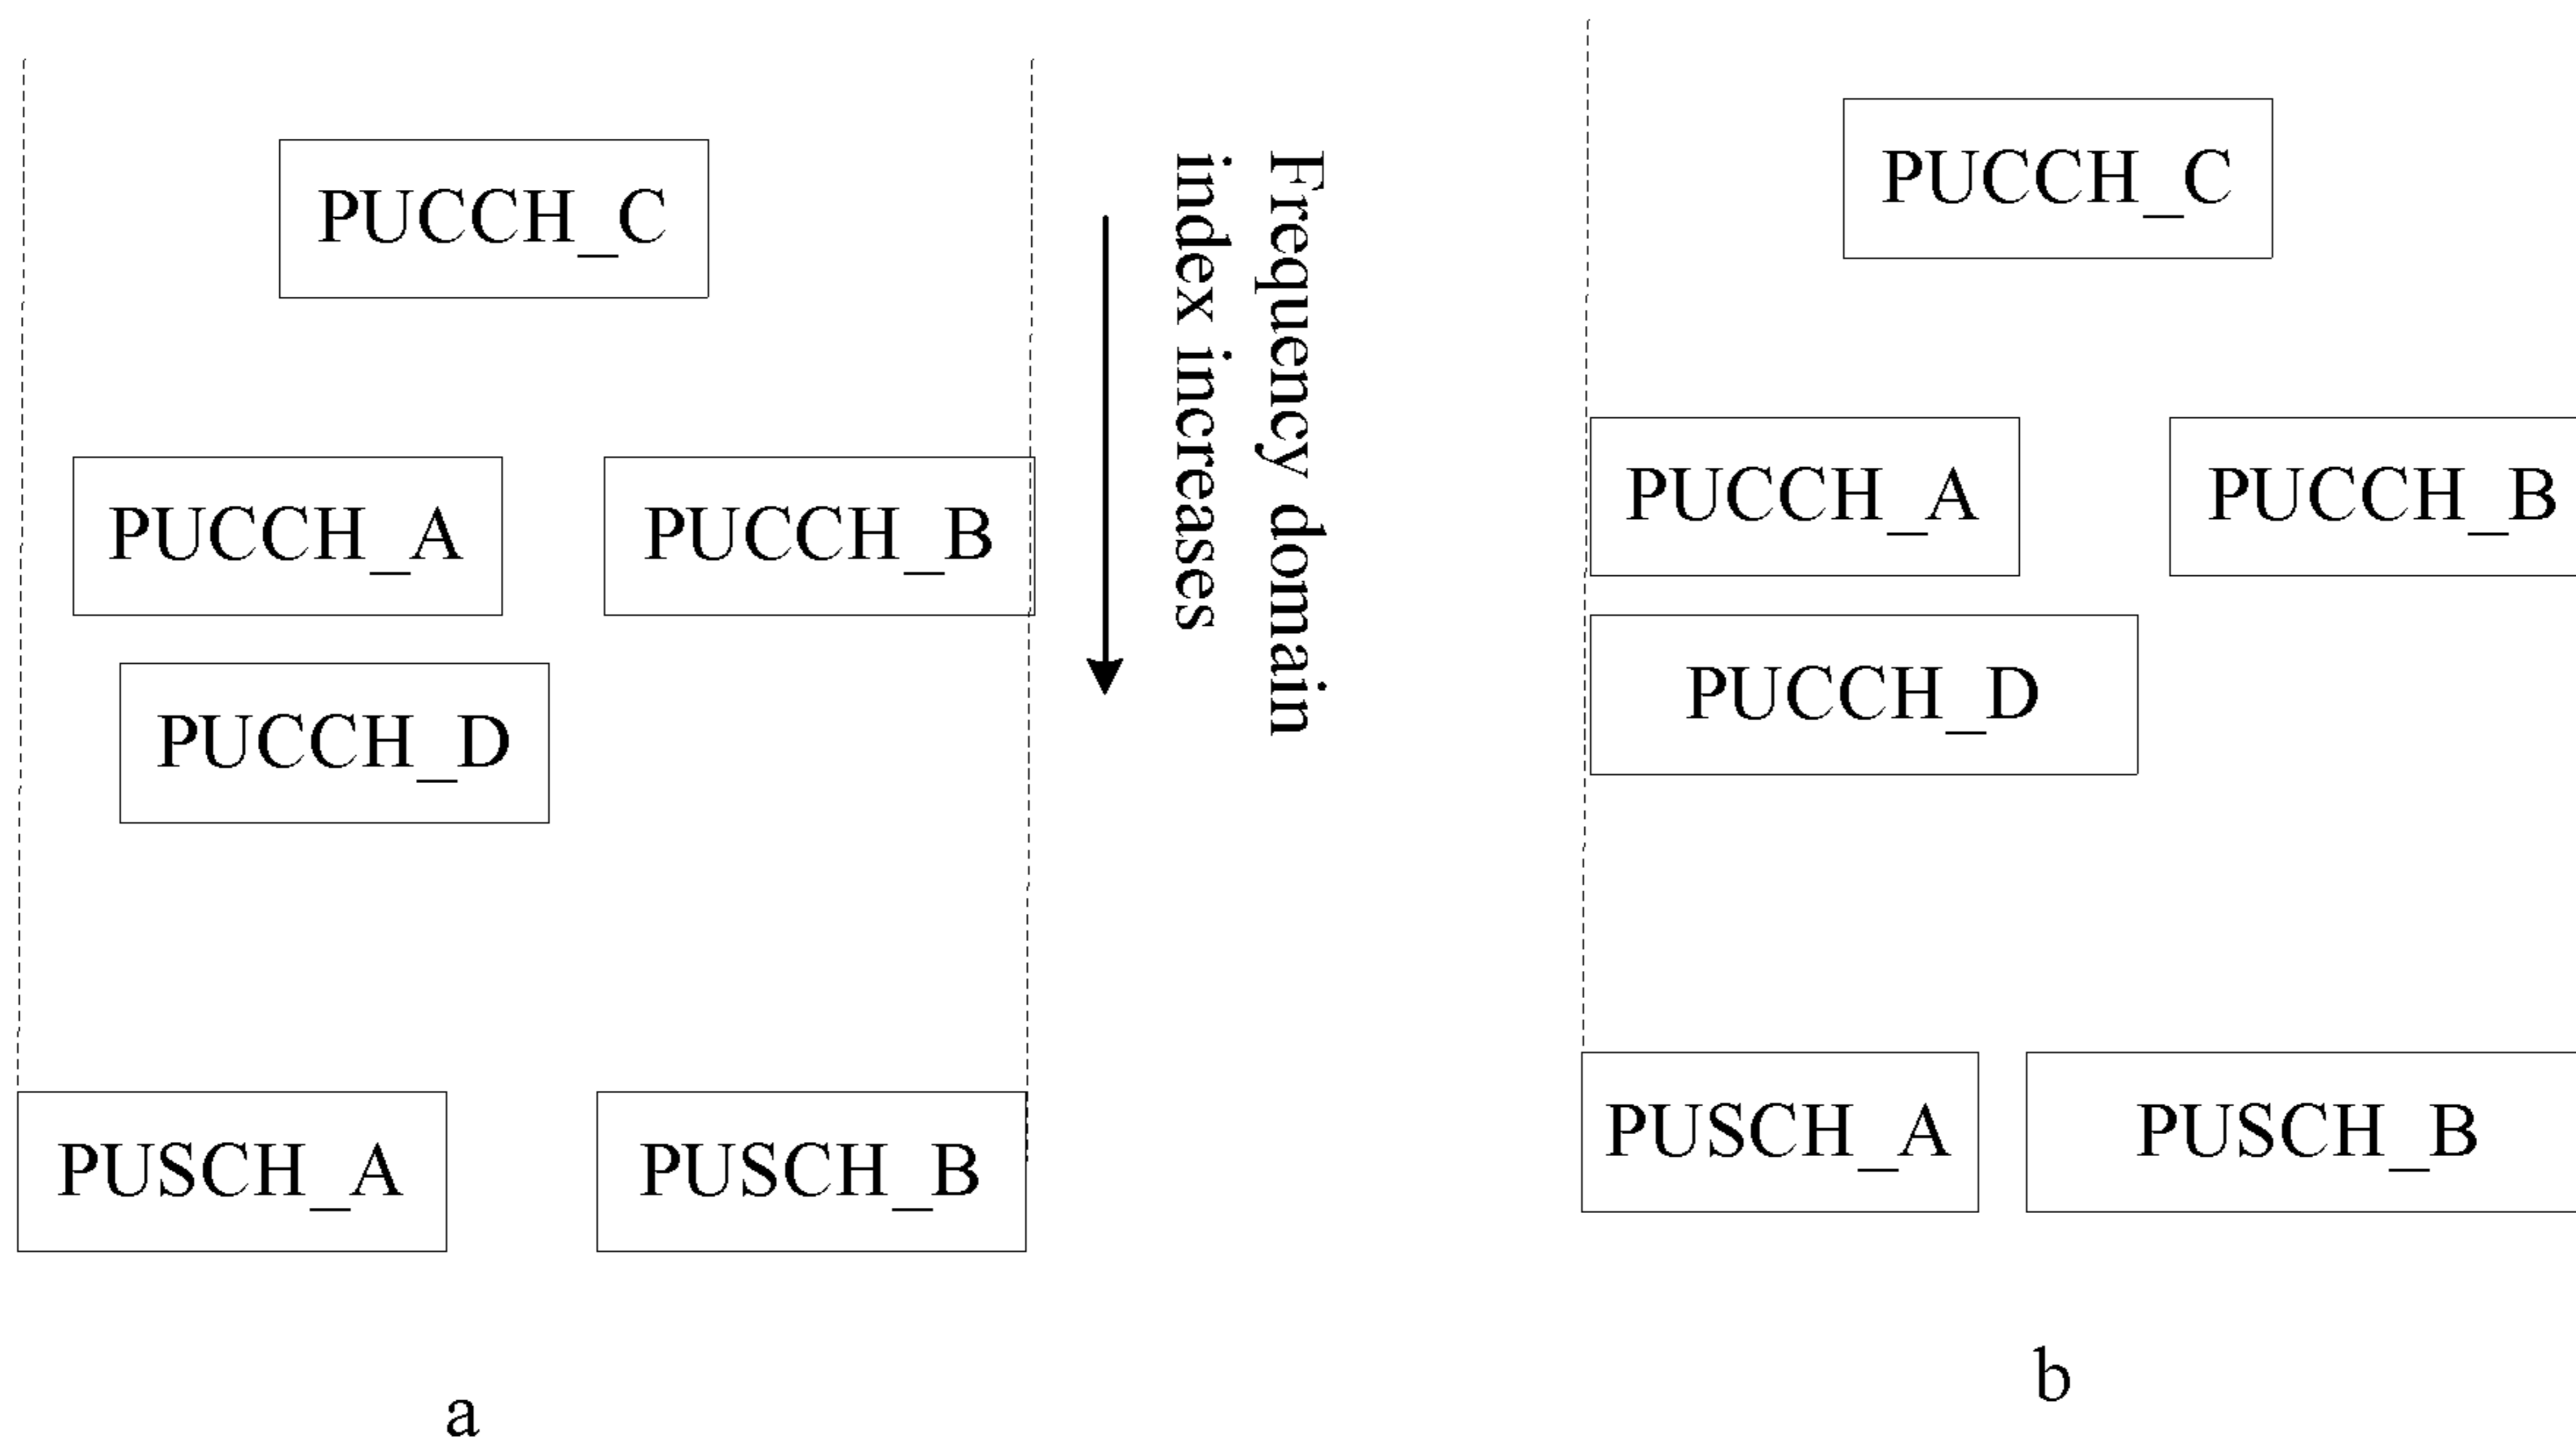 PUCCH_C
PUCCH_A
PUCCH_B
PUCCH_D
PUSCH_A
PUSCH_B
a
Frequency domain
index increases
PUCCH_C
PUCCH_A
PUCCH_B
PUCCH_D
PUSCH_A
PUSCH_B
b